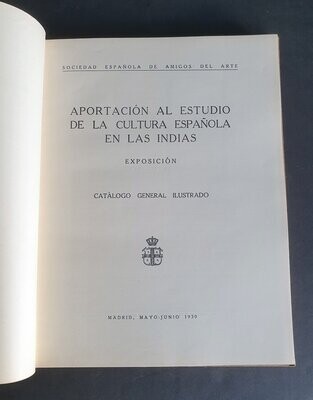 SOCIEDAD ESPAÑOLA DE AMIGOS DEL ARTE
APORTACIÓN AL ESTUDIO
DE LA CULTURA ESPAÑOLA
EN LAS INDIAS
EXPOSICIÓN
CATÁLOGO GENERAL ILUSTRADO
MADRID, MAYO-JUNIO 1930